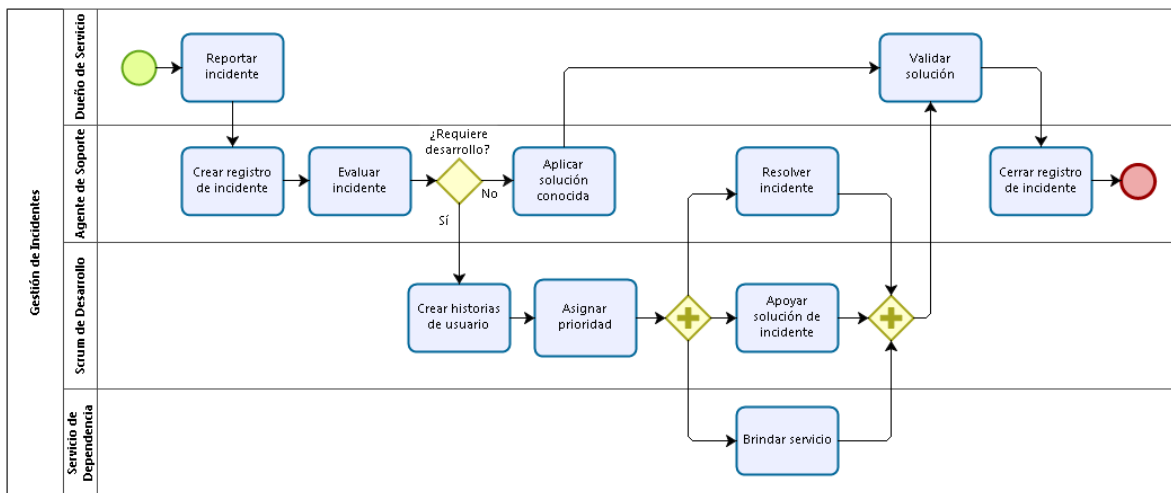 Gestión de Incidentes
Dueño de Servicio
Reportar
incidente
Validar
solución
Agente de Soporte
Crear registro
de incidente
Evaluar
incidente
¿Requiere
desarrollo?
No
Sí
Aplicar
solución
conocida
Resolver
incidente
Cerrar registro
de incidente
Scrum de Desarrollo
Crear historias
de usuario
Asignar
prioridad
Apoyar
solución de
incidente
Servicio de
Dependencia
Brindar servicio